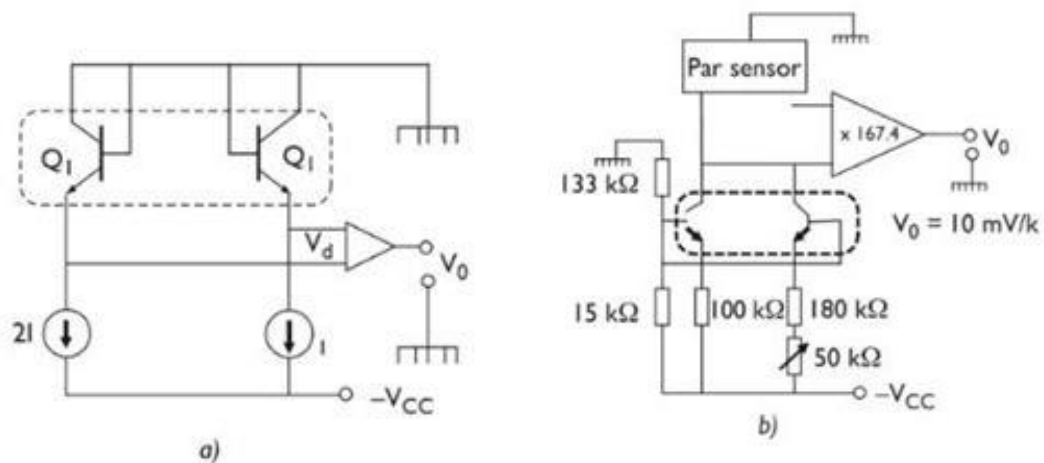 Q1
Q1
Vd
V0
2I
I
−VCC
a)
Par sensor
× 167.4
V0
133 kΩ
V0 = 10 mV/k
15 kΩ
100 kΩ
180 kΩ
50 kΩ
−VCC
b)